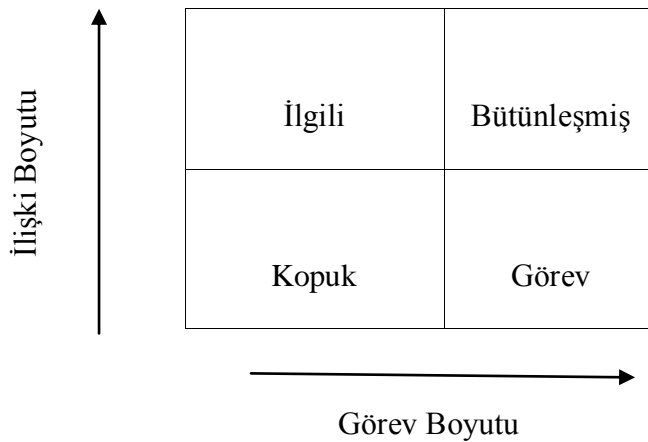 İlişki Boyutu
İlgili
Bütünleşmiş
Kopuk
Görev
Görev Boyutu